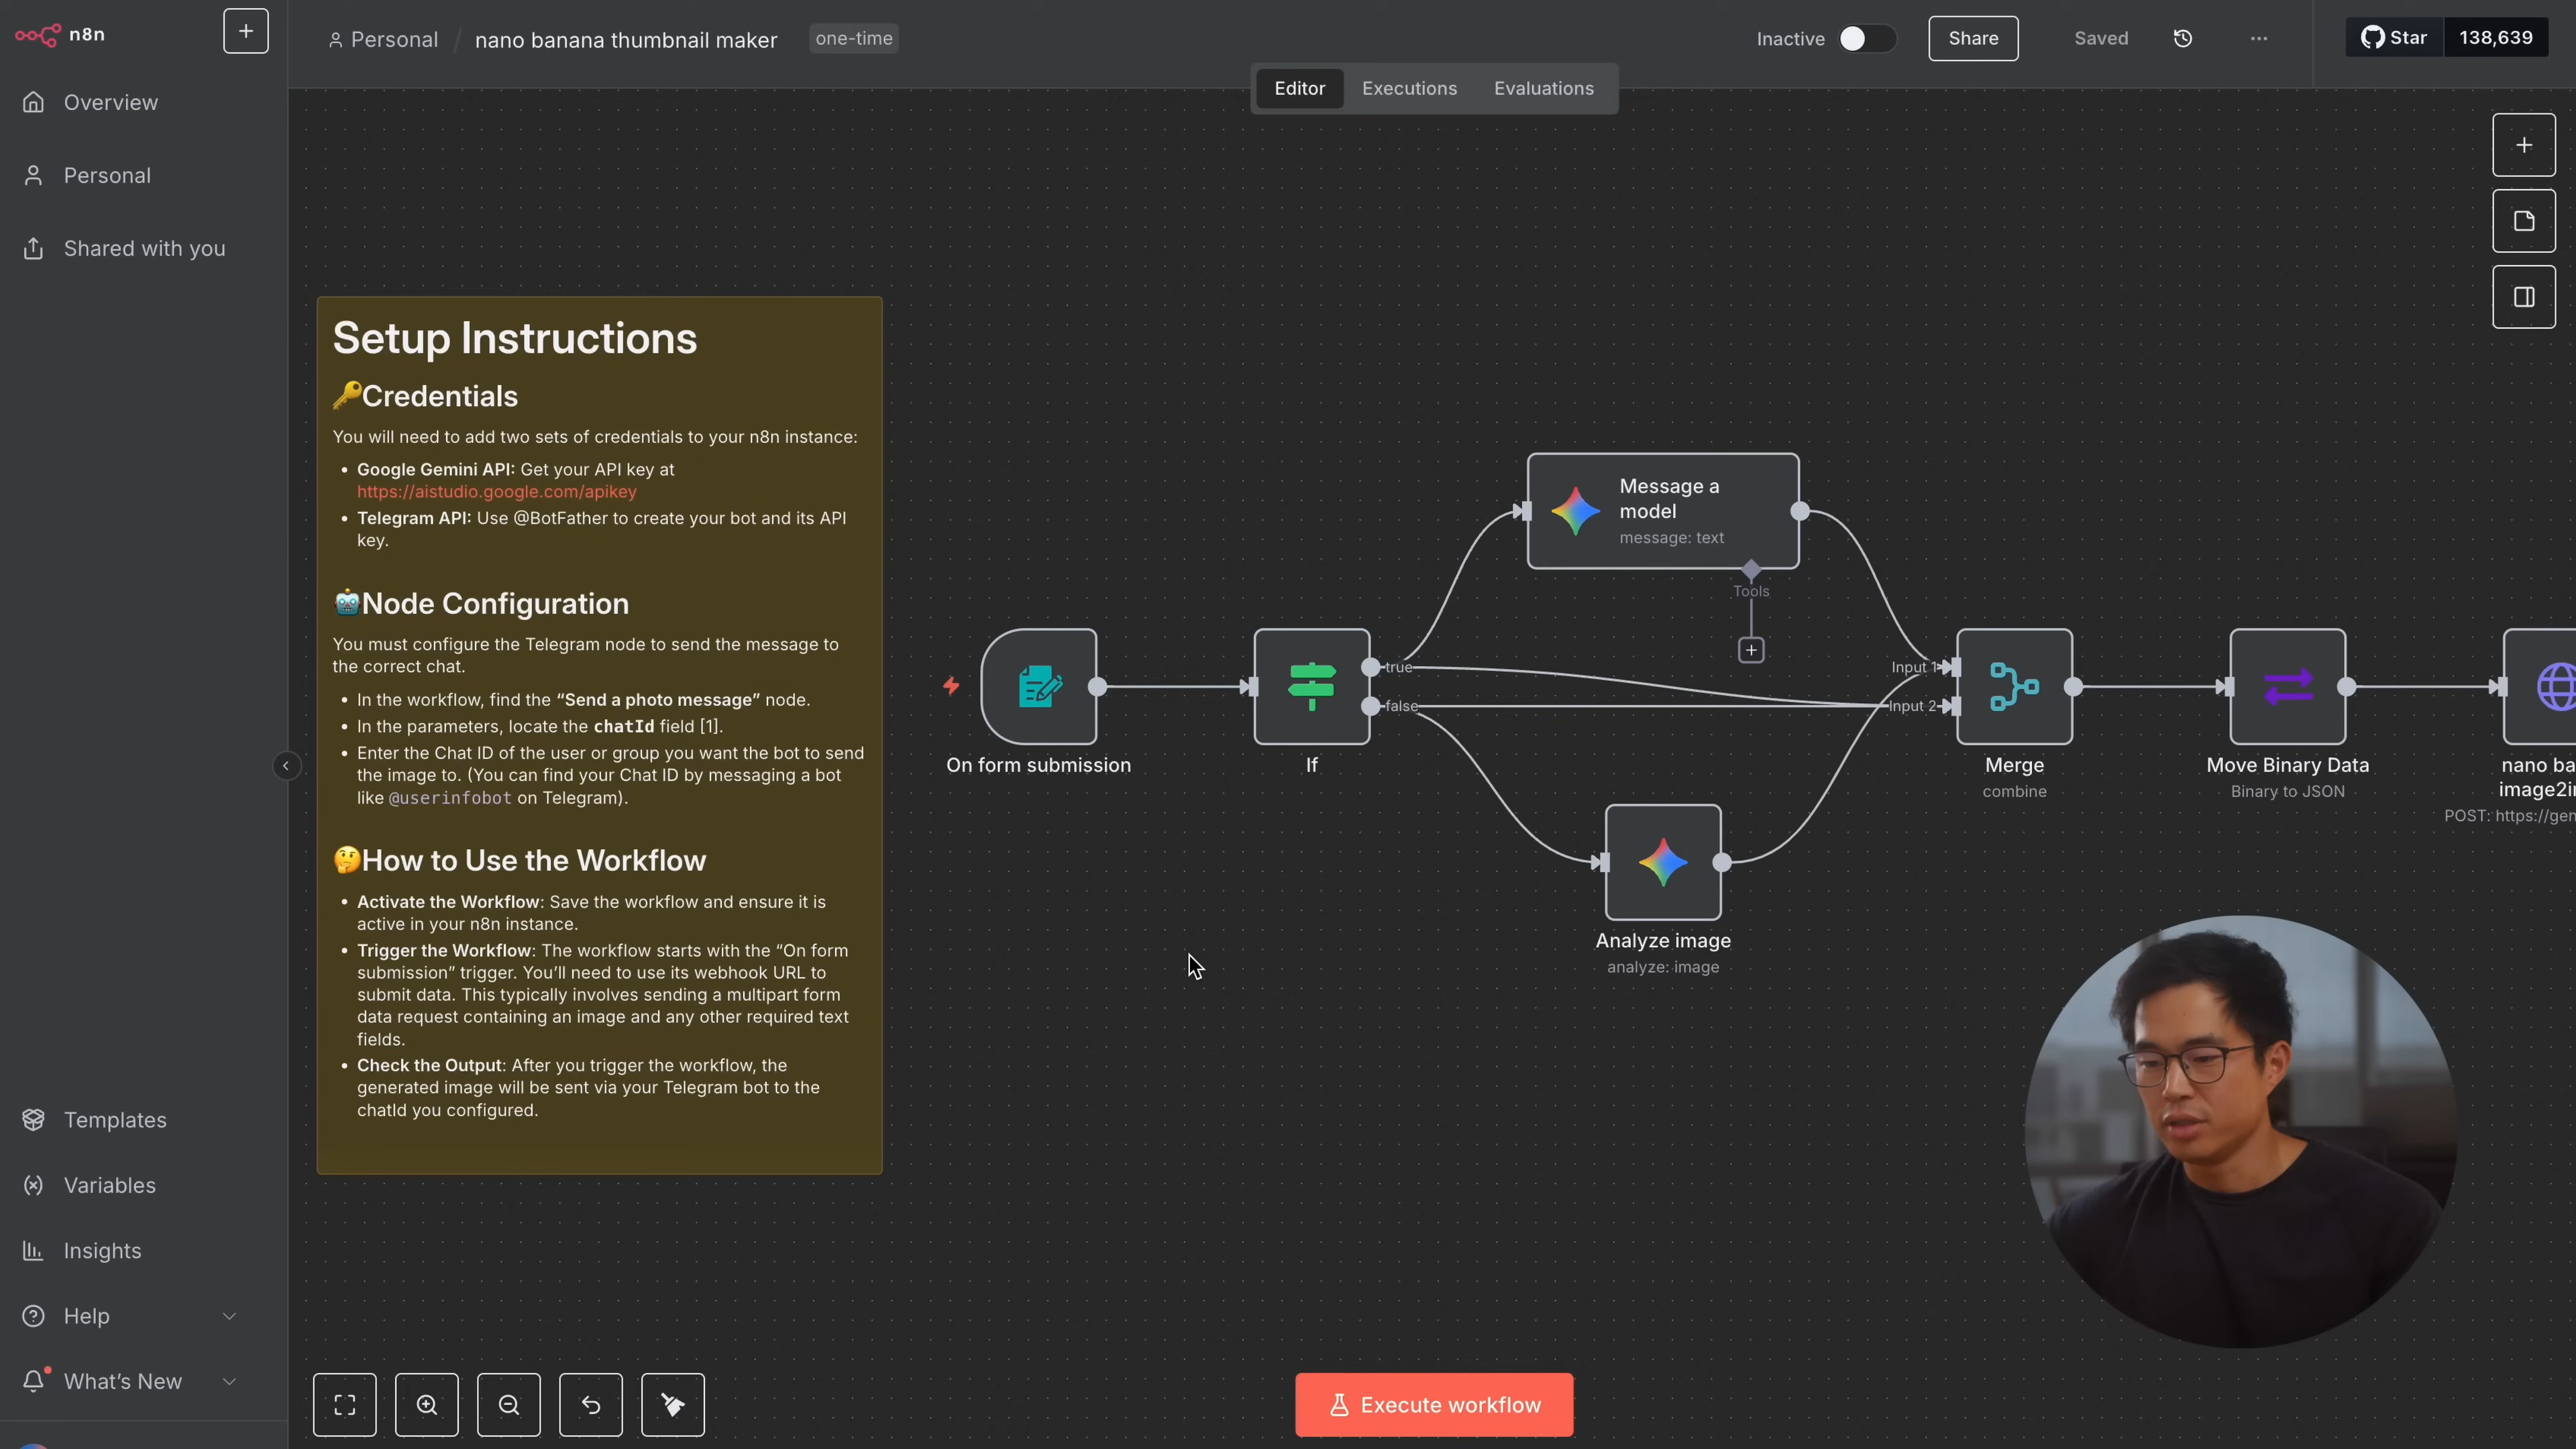 n8n
Personal / nano banana thumbnail maker one-time
Inactive
Share
Saved
Star 138,639
Editor Executions Evaluations
Overview
Personal
Shared with you
Setup Instructions
🔑Credentials
You will need to add two sets of credentials to your n8n instance:
• Google Gemini API: Get your API key at
https://aistudio.google.com/apikey
• Telegram API: Use @BotFather to create your bot and its API
key.
🤖Node Configuration
You must configure the Telegram node to send the message to
the correct chat.
• In the workflow, find the “Send a photo message” node.
• In the parameters, locate the chatId field [1].
• Enter the Chat ID of the user or group you want the bot to send
the image to. (You can find your Chat ID by messaging a bot
like @userinfobot on Telegram).
🤔How to Use the Workflow
• Activate the Workflow: Save the workflow and ensure it is
active in your n8n instance.
• Trigger the Workflow: The workflow starts with the “On form
submission” trigger. You’ll need to use its webhook URL to
submit data. This typically involves sending a multipart form
data request containing an image and any other required text
fields.
• Check the Output: After you trigger the workflow, the
generated image will be sent via your Telegram bot to the
chatId you configured.
On form submission
If
true
false
Message a
model
message: text
Tools
Analyze image
analyze: image
Input 1
Input 2
Merge
combine
Move Binary Data
Binary to JSON
nano ba
image2i
POST: https://gen
Templates
Variables
Insights
Help
What’s New
Execute workflow